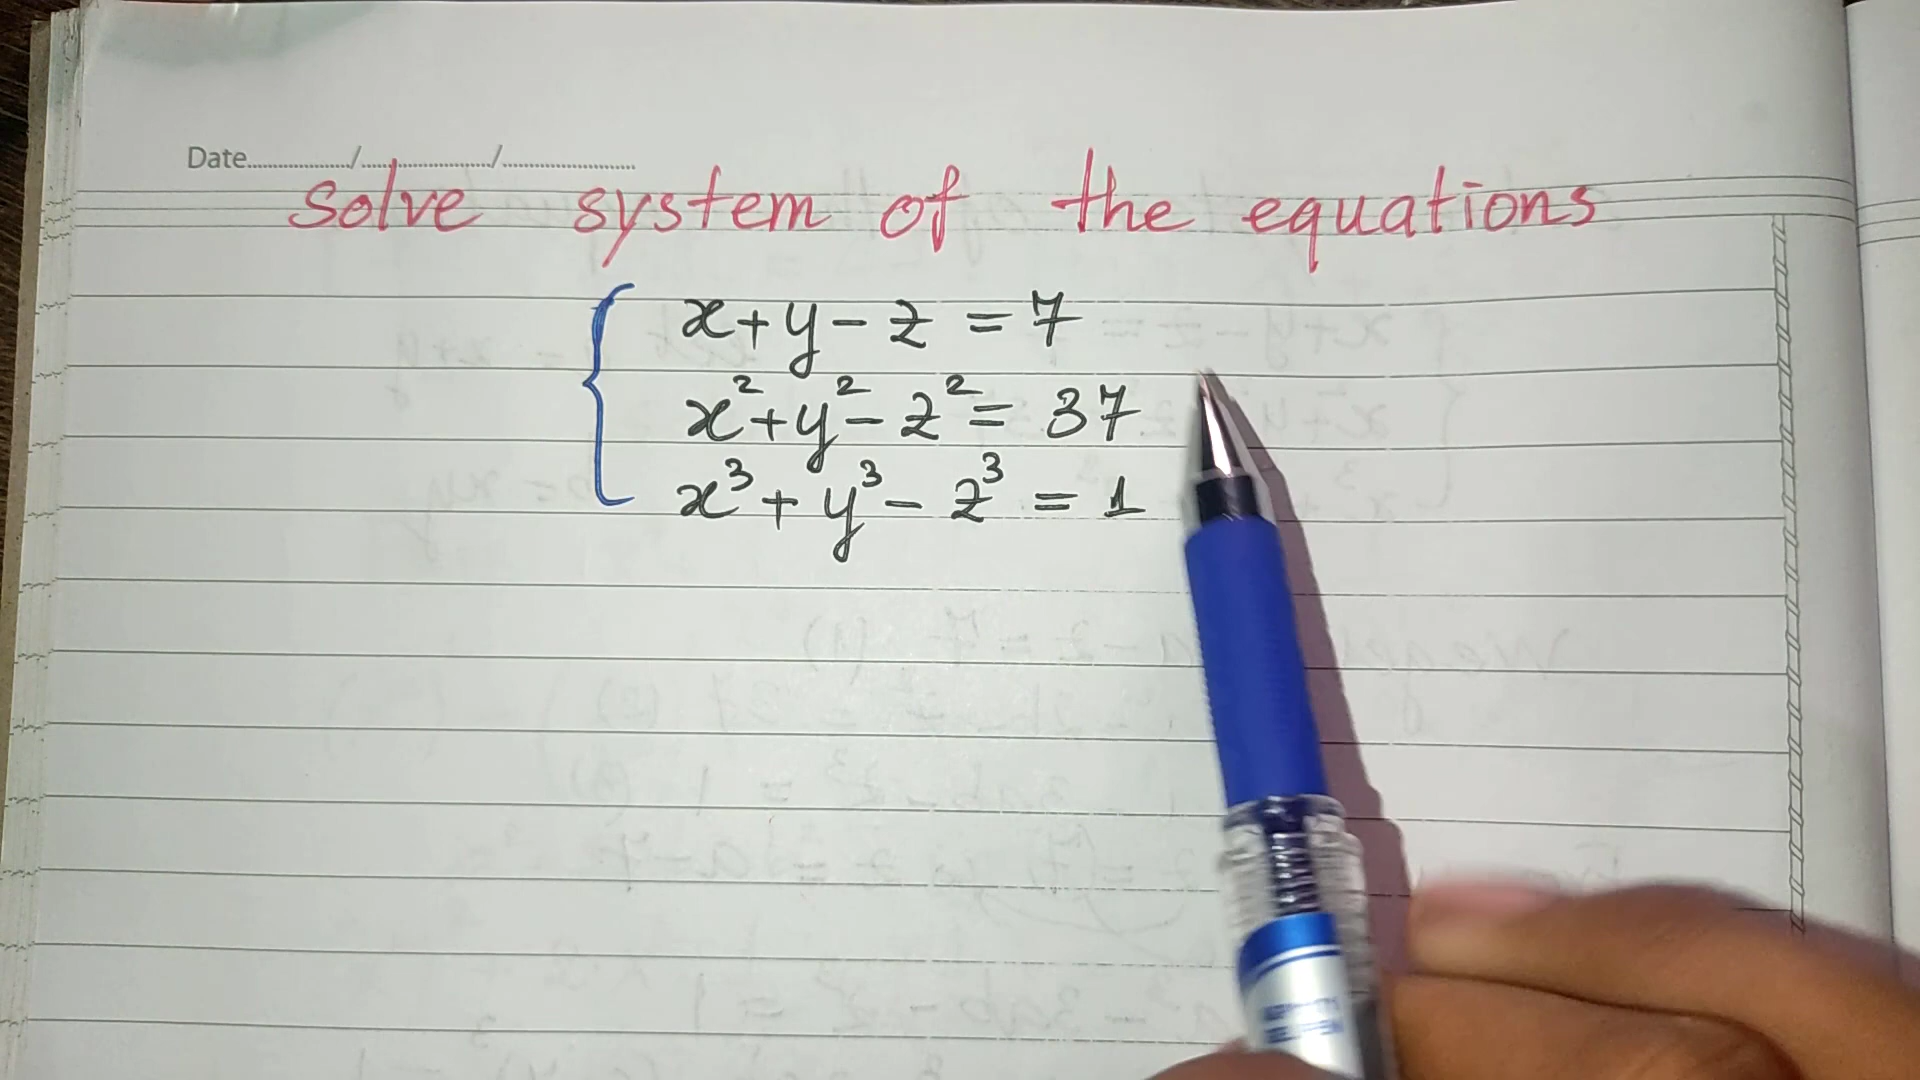 Date................/................/................
Solve system of the equations
x+y-z=7
x²+y²-z²=37
x³+y³-z³=1